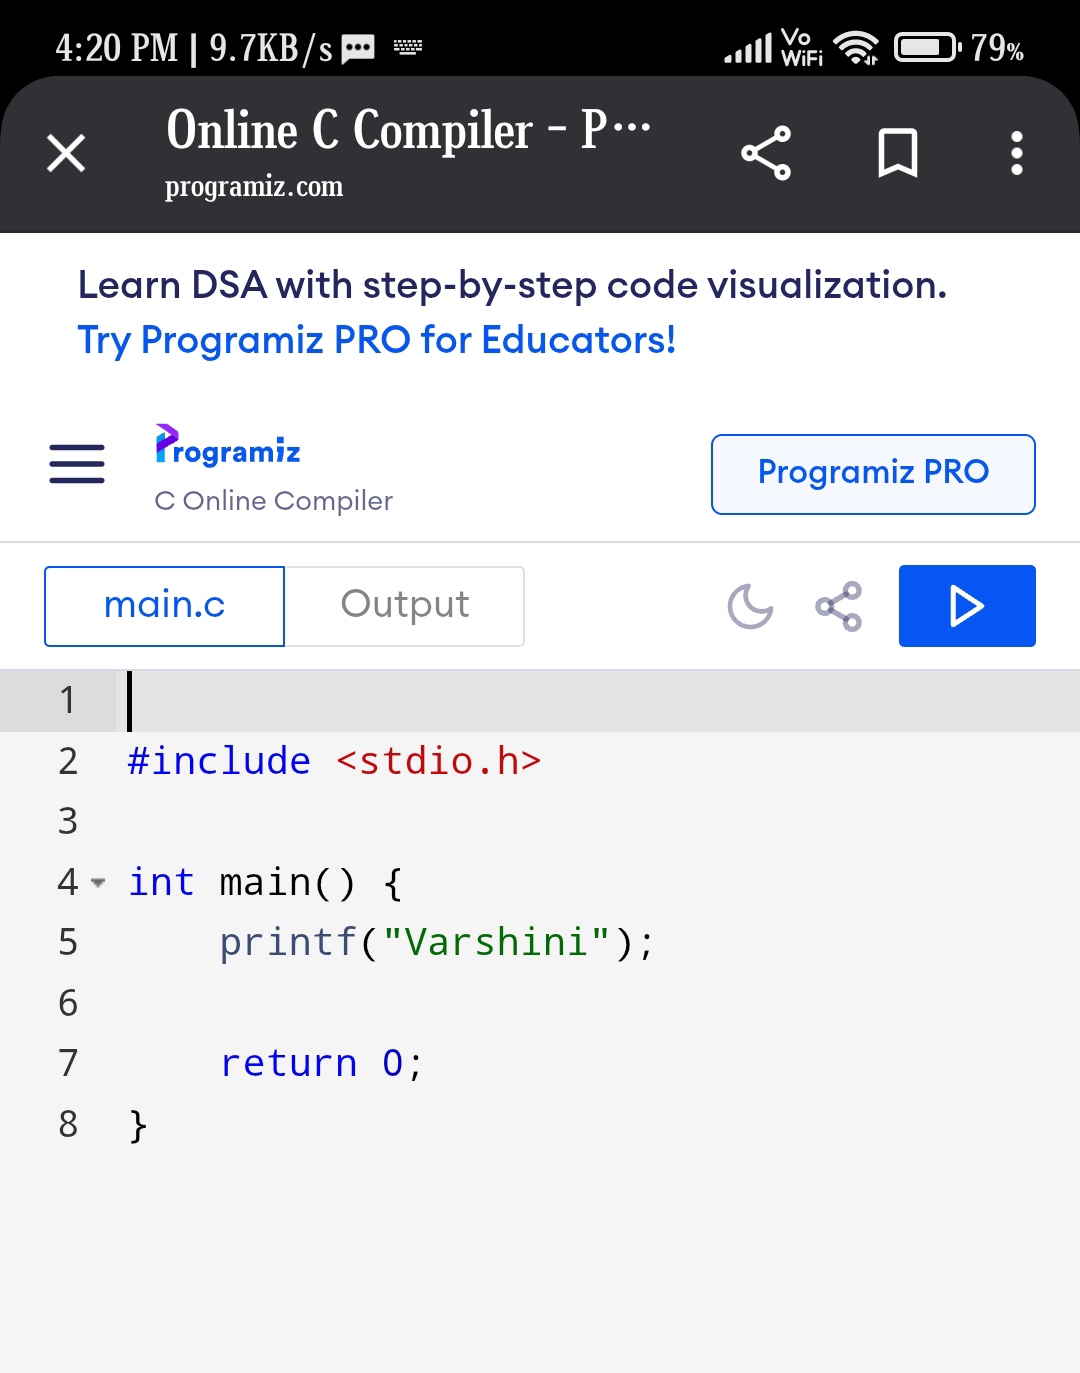 4:20 PM | 9.7KB/s Vo WiFi 79%
Online C Compiler - P...
programiz.com
Learn DSA with step-by-step code visualization.
Try Programiz PRO for Educators!
Programiz
C Online Compiler
Programiz PRO
main.c Output
1
2 #include <stdio.h>
3
4 int main() {
5     printf("Varshini");
6
7     return 0;
8 }